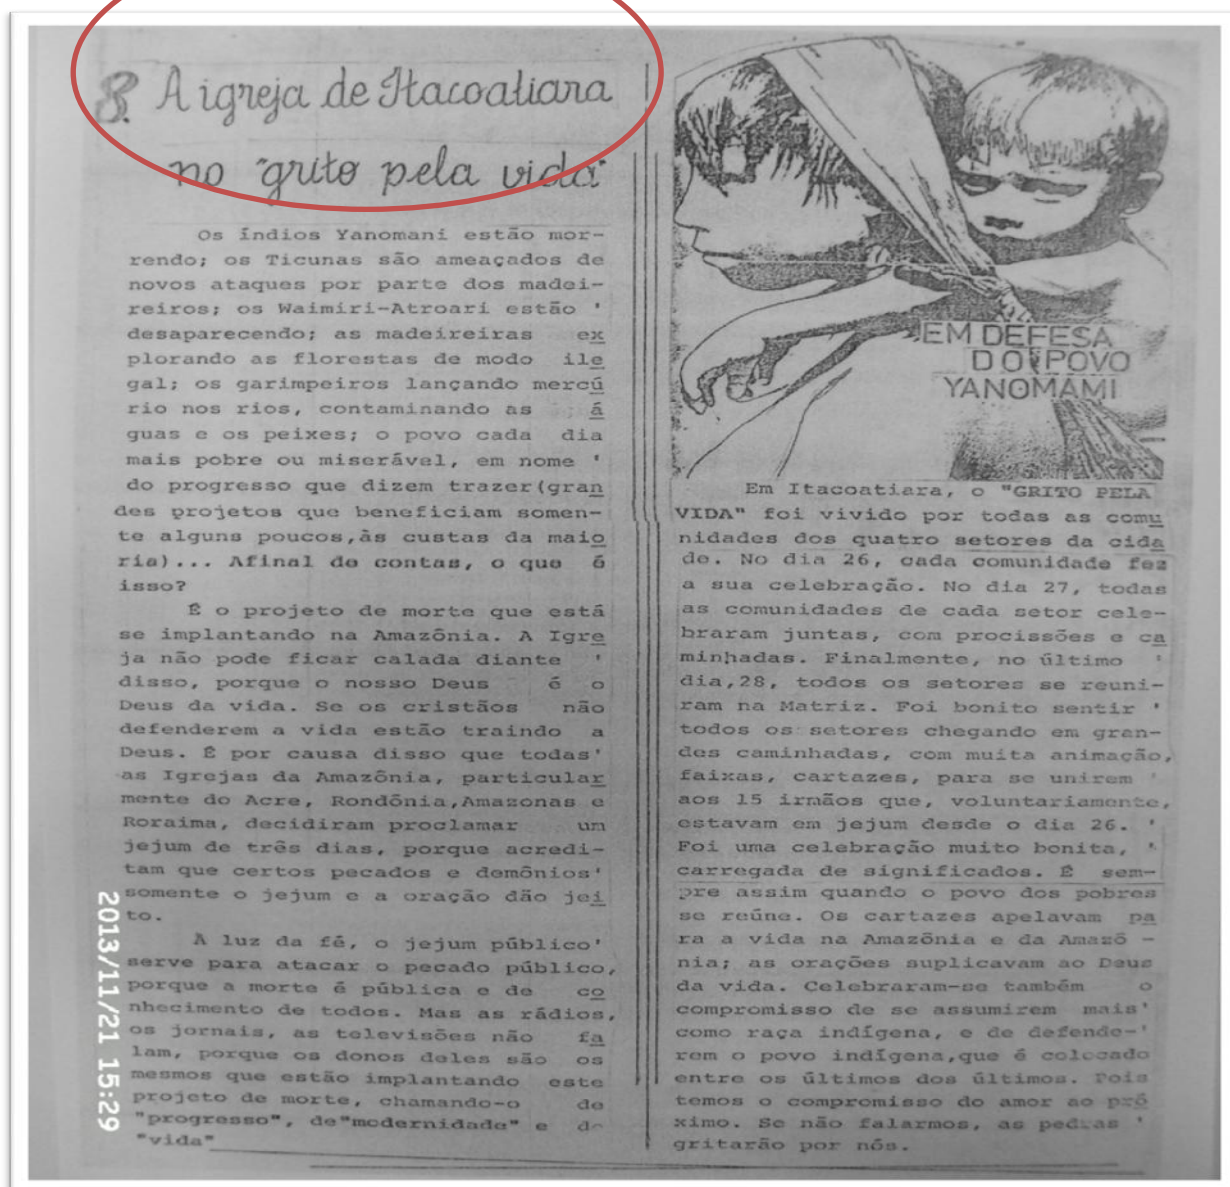 8. A igreja de Itacoatiara
no "grito pela vida"
Os Índios Yanomani estão mor-
rendo; os Ticunas são ameaçados de
novos ataques por parte dos madei-
reiros; os Waimiri-Atroari estão '
desaparecendo; as madeireiras ex
plorando as florestas de modo ile
gal; os garimpeiros lançando mercú
rio nos rios, contaminando as á
guas e os peixes; o povo cada dia
mais pobre ou miserável, em nome '
do progresso que dizem trazer(gran
des projetos que beneficiam somen-
te alguns poucos,às custas da maio
ria)... Afinal de contas, o que é
isso?
É o projeto de morte que está
se implantando na Amazônia. A Igre
ja não pode ficar calada diante '
disso, porque o nosso Deus é o
Deus da vida. Se os cristãos não
defenderem a vida estão traindo a
Deus. É por causa disso que todas'
as Igrejas da Amazônia, particular
mente do Acre, Rondônia,Amazonas e
Roraima, decidiram proclamar um
jejum de três dias, porque acredi-
tam que certos pecados e demônios'
somente o jejum e a oração dão jei
to.
À luz da fé, o jejum público'
serve para atacar o pecado público,
porque a morte é pública e de co
nhecimento de todos. Mas as rádios,
os jornais, as televisões não fa
lam, porque os donos deles são os
mesmos que estão implantando este
projeto de morte, chamando-o de
"progresso", de"modernidade" e de
"vida"
EM DEFESA
DO POVO
YANOMAMI
Em Itacoatiara, o "GRITO PELA
VIDA" foi vivido por todas as comu
nidades dos quatro setores da cida
de. No dia 26, cada comunidade fez
a sua celebração. No dia 27, todas
as comunidades de cada setor cele-
braram juntas, com procissões e ca
minhadas. Finalmente, no último '
dia,28, todos os setores se reuni-
ram na Matriz. Foi bonito sentir '
todos os setores chegando em gran-
des caminhadas, com muita animação,
faixas, cartazes, para se unirem '
aos 15 irmãos que, voluntariamente,
estavam em jejum desde o dia 26. '
Foi uma celebração muito bonita, '
carregada de significados. É sem-
pre assim quando o povo dos pobres
se reúne. Os cartazes apelavam pa
ra a vida na Amazônia e da Amazô -
nia; as orações suplicavam ao Deus
da vida. Celebraram-se também o
compromisso de se assumirem mais'
como raça indígena, e de defende-'
rem o povo indígena,que é colocado
entre os últimos dos últimos. Pois
temos o compromisso do amor ao pró
ximo. Se não falarmos, as pedras '
gritarão por nós.
2013/11/21 15:29